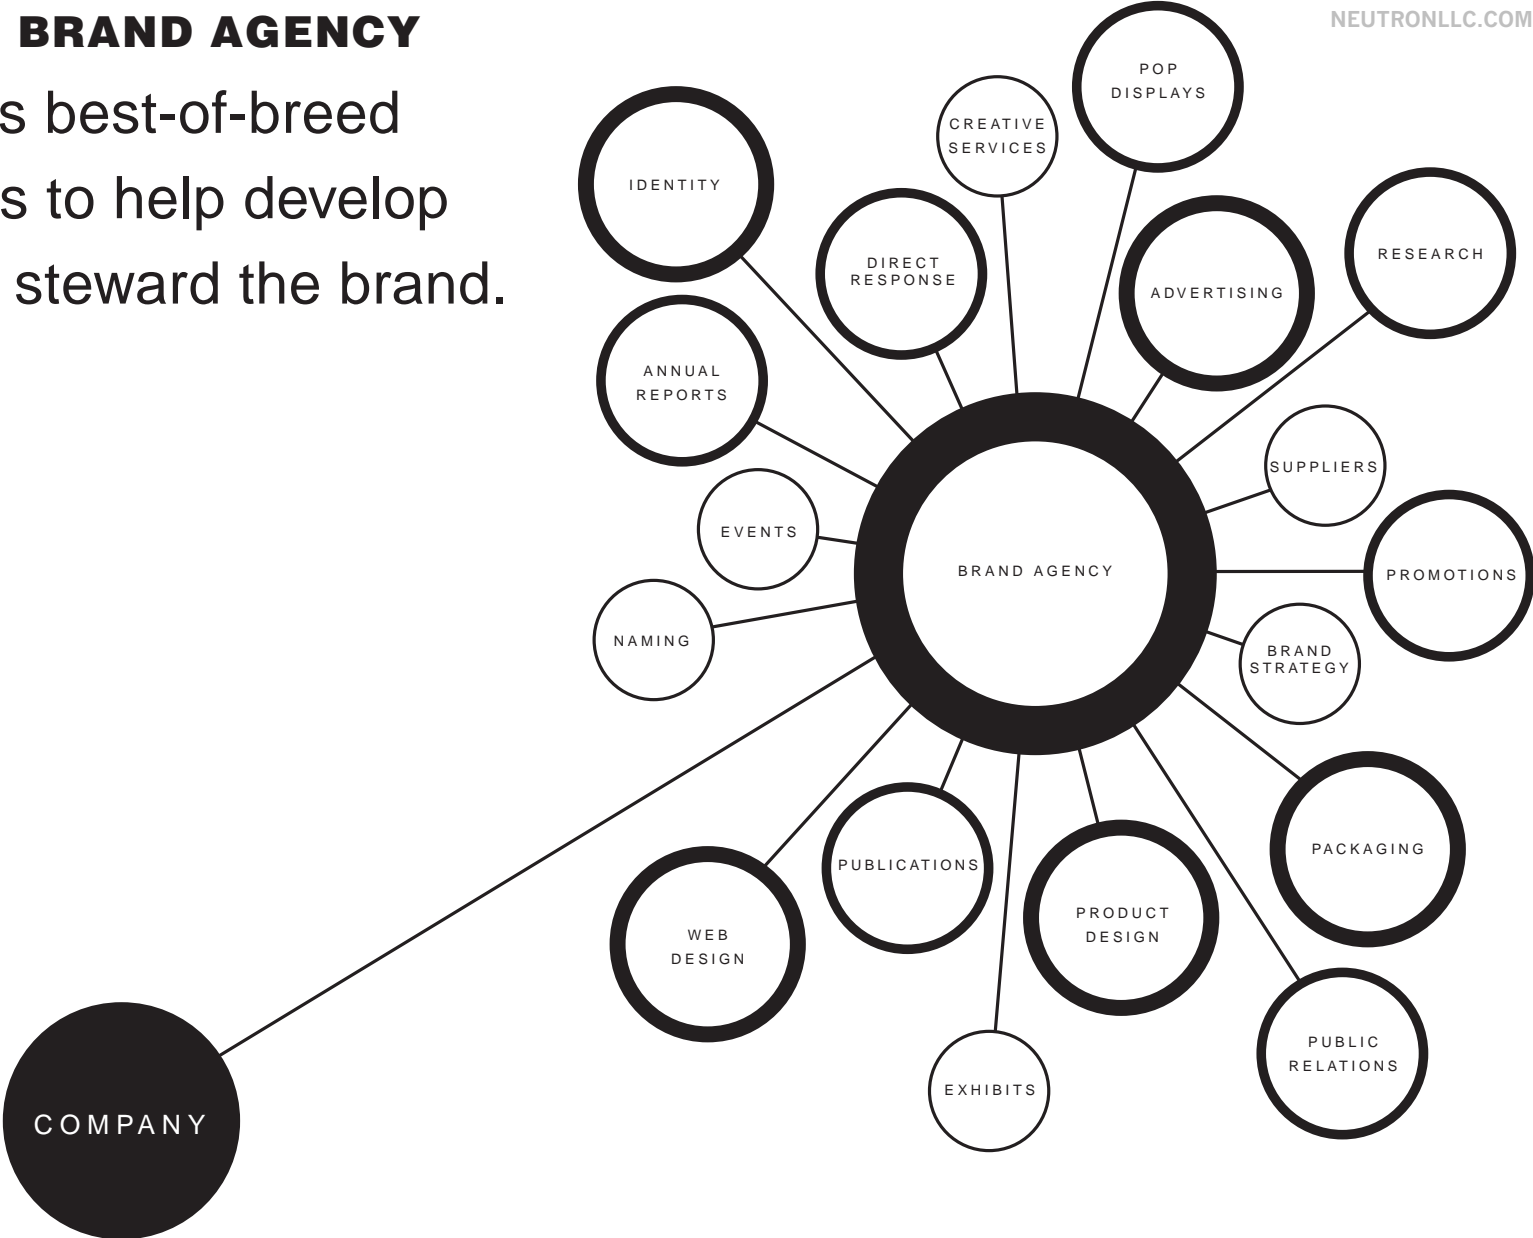 BRAND AGENCY
s best-of-breed
s to help develop
steward the brand.
NEUTRONLLC.COM
POP
DISPLAYS
CREATIVE
SERVICES
IDENTITY
DIRECT
RESPONSE
ADVERTISING
RESEARCH
ANNUAL
REPORTS
SUPPLIERS
EVENTS
BRAND AGENCY
PROMOTIONS
NAMING
BRAND
STRATEGY
PUBLICATIONS
PACKAGING
WEB
DESIGN
PRODUCT
DESIGN
PUBLIC
RELATIONS
EXHIBITS
COMPANY